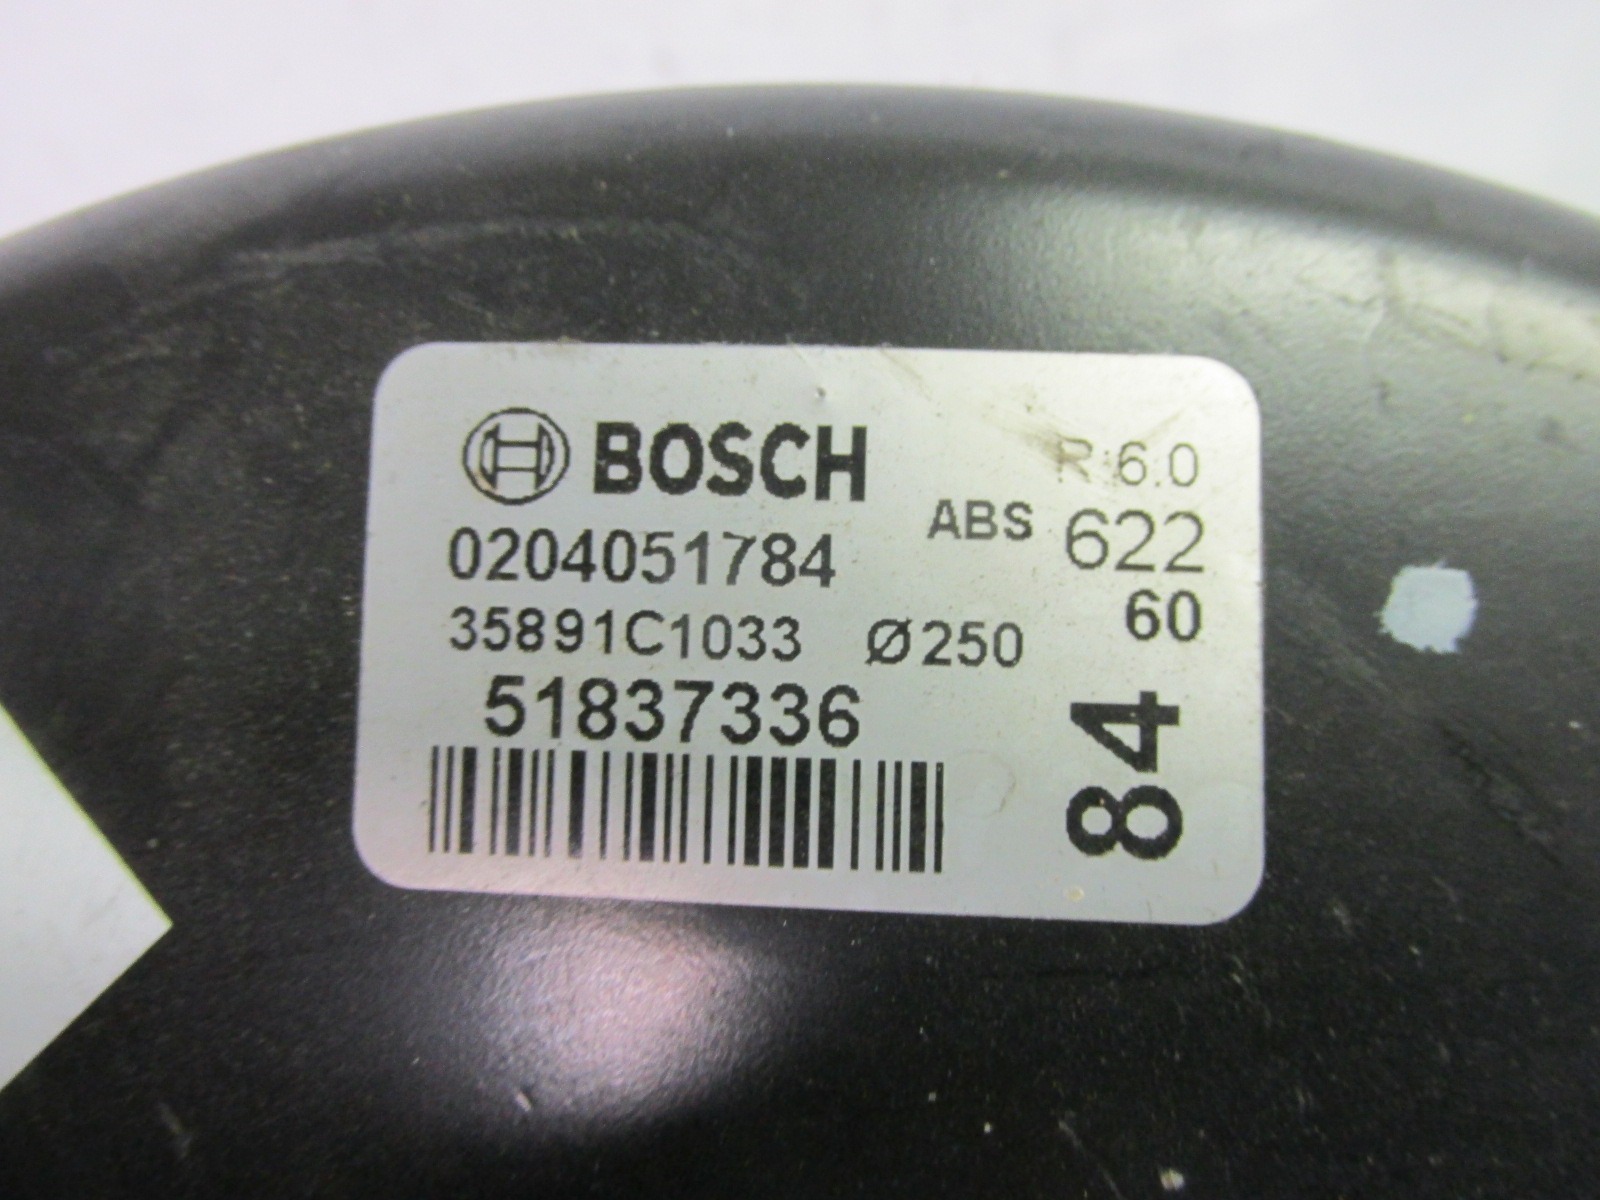 BOSCH R:6.0
0204051784 ABS 622
35891C1033 Ø250 60
51837336
84